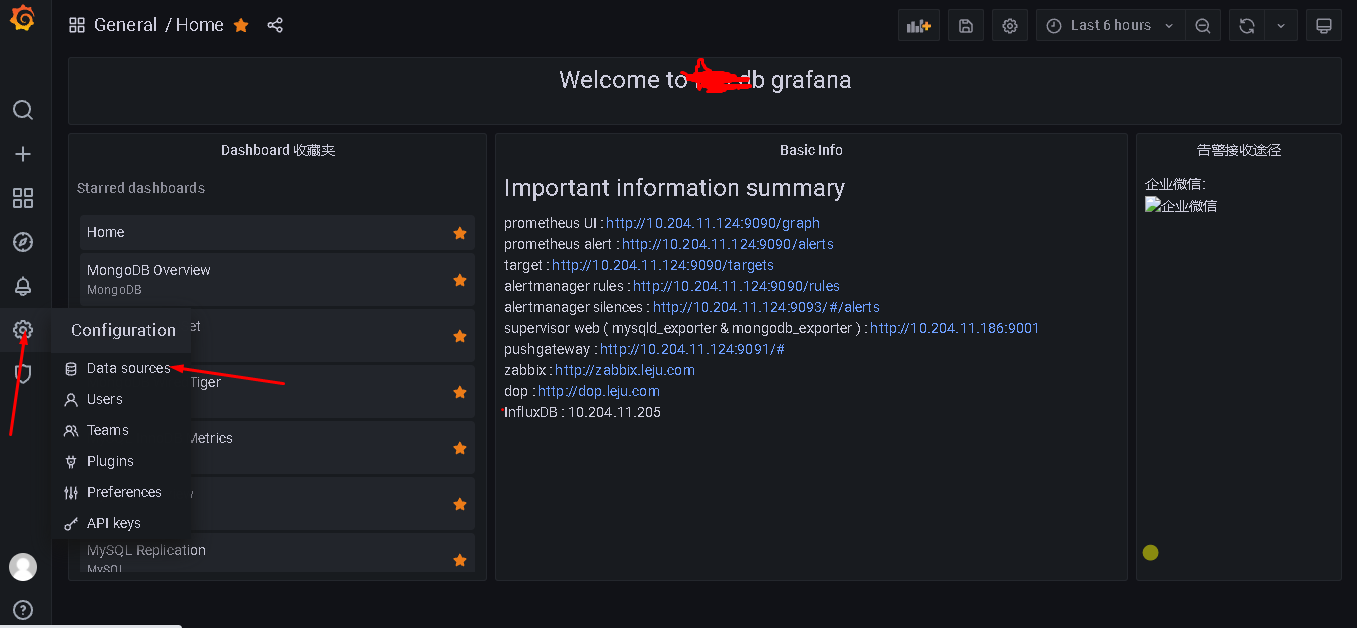 General / Home
Last 6 hours
Welcome to db grafana
Dashboard 收藏夹
Starred dashboards
Home
MongoDB Overview
MongoDB
Tiger
Metrics
MySQL Replication
MySQL
Configuration
Data sources
Users
Teams
Plugins
Preferences
API keys
Basic Info
Important information summary
prometheus UI : http://10.204.11.124:9090/graph
prometheus alert : http://10.204.11.124:9090/alerts
target : http://10.204.11.124:9090/targets
alertmanager rules : http://10.204.11.124:9090/rules
alertmanager silences : http://10.204.11.124:9093/#/alerts
supervisor web ( mysqld_exporter & mongodb_exporter ) : http://10.204.11.186:9001
pushgateway : http://10.204.11.124:9091/#
zabbix : http://zabbix.leju.com
dop : http://dop.leju.com
InfluxDB : 10.204.11.205
告警接收途径
企业微信:
企业微信